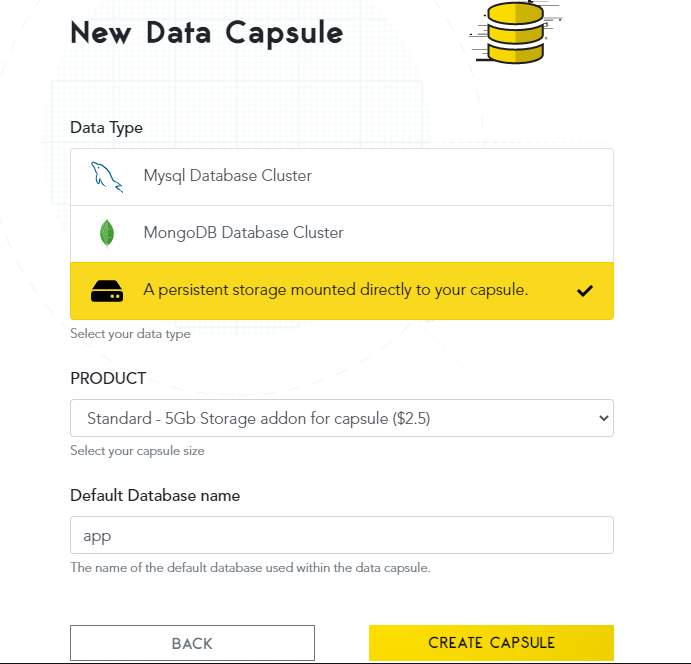 New Data Capsule
Data Type
Mysql Database Cluster
MongoDB Database Cluster
A persistent storage mounted directly to your capsule.
Select your data type
PRODUCT
Standard - 5Gb Storage addon for capsule ($2.5)
Select your capsule size
Default Database name
app
The name of the default database used within the data capsule.
BACK
CREATE CAPSULE